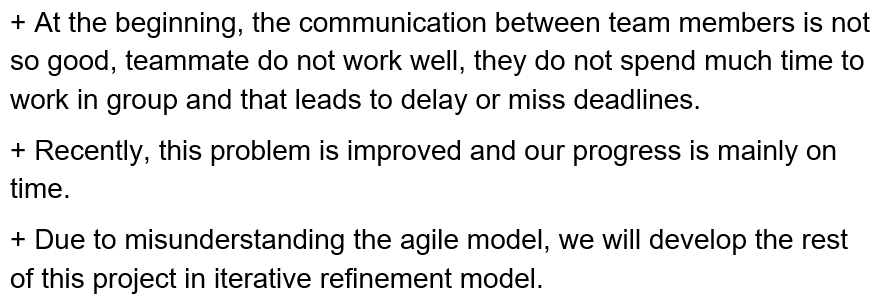 + At the beginning, the communication between team members is not
so good, teammate do not work well, they do not spend much time to
work in group and that leads to delay or miss deadlines.
+ Recently, this problem is improved and our progress is mainly on
time.
+ Due to misunderstanding the agile model, we will develop the rest
of this project in iterative refinement model.